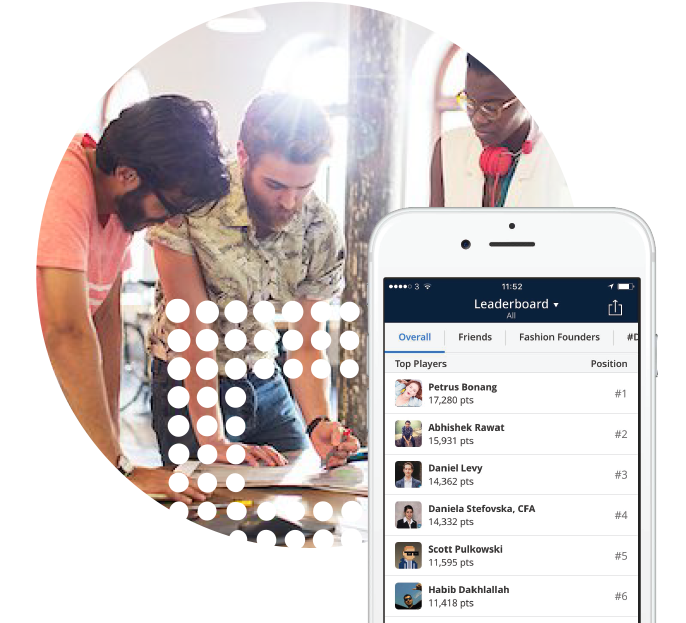 3 11:52
Leaderboard
All
Overall Friends Fashion Founders #D
Top Players Position
Petrus Bonang
17,280 pts
#1
Abhishek Rawat
15,931 pts
#2
Daniel Levy
14,362 pts
#3
Daniela Stefovska, CFA
14,332 pts
#4
Scott Pulkowski
11,595 pts
#5
Habib Dakhlallah
11,418 pts
#6